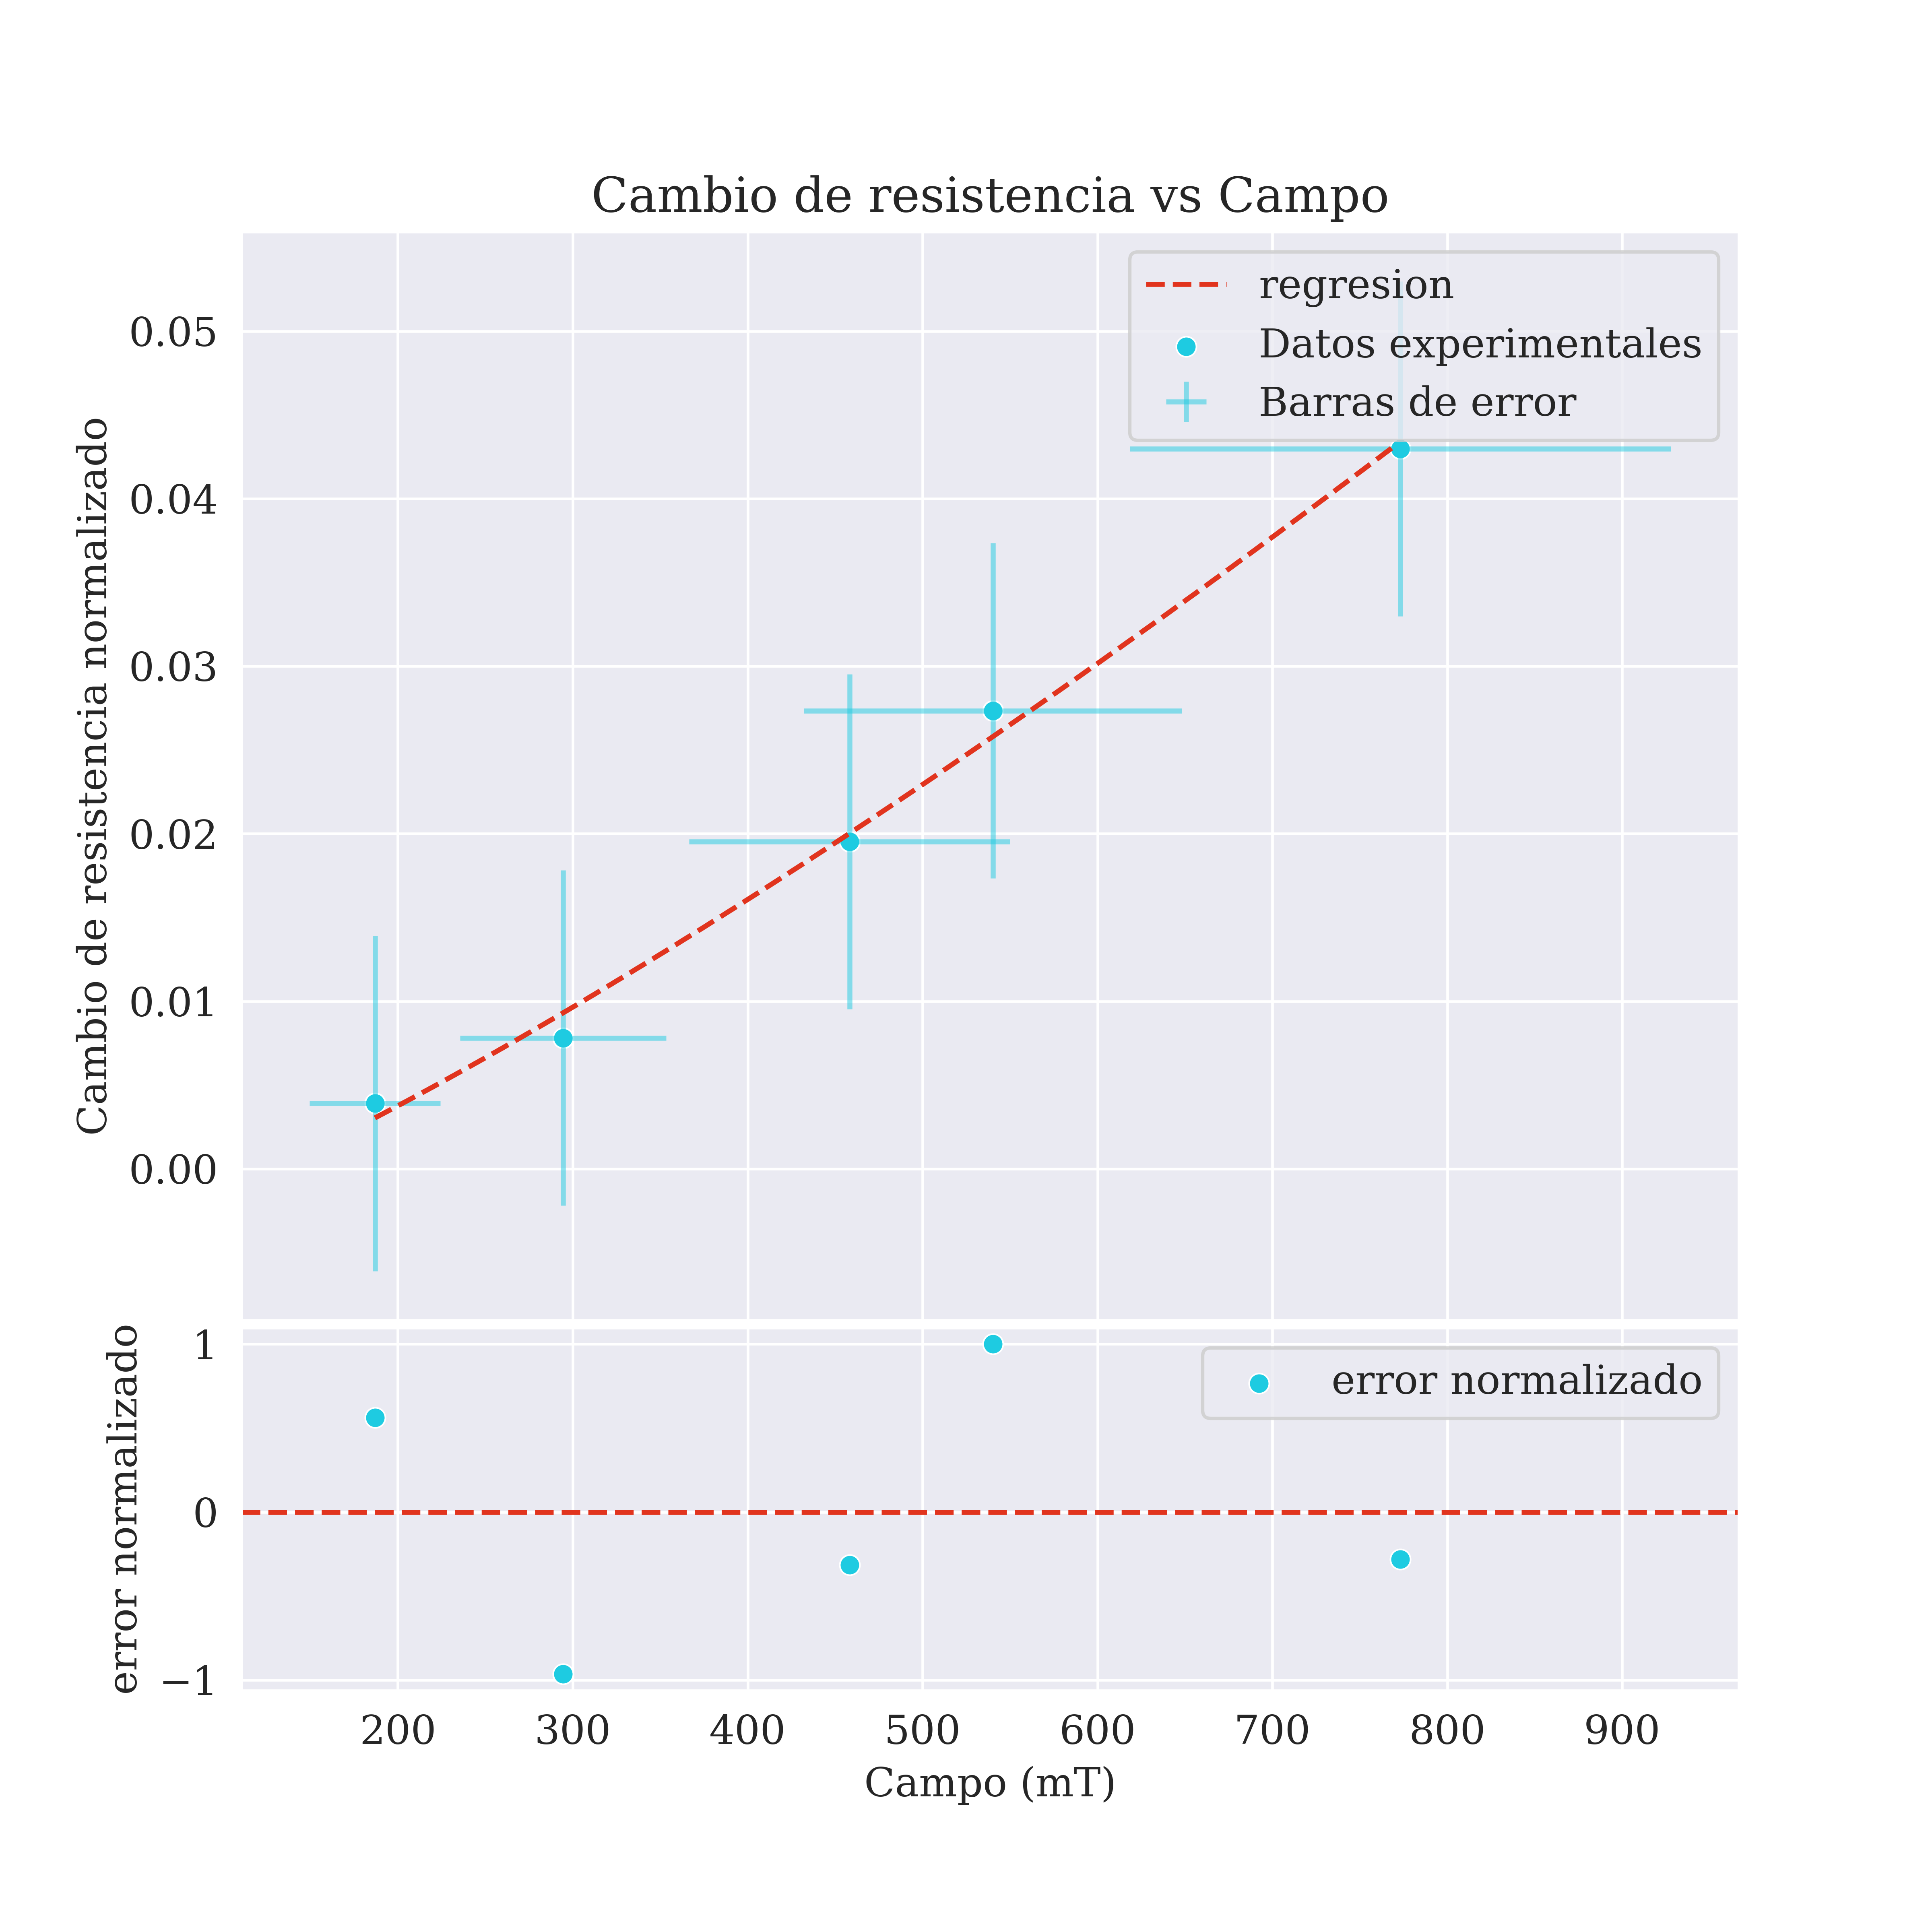 Cambio de resistencia vs Campo
regresion
Datos experimentales
Barras de error
Cambio de resistencia normalizado
0.05
0.04
0.03
0.02
0.01
0.00
error normalizado
error normalizado
1
0
−1
200 300 400 500 600 700 800 900
Campo (mT)